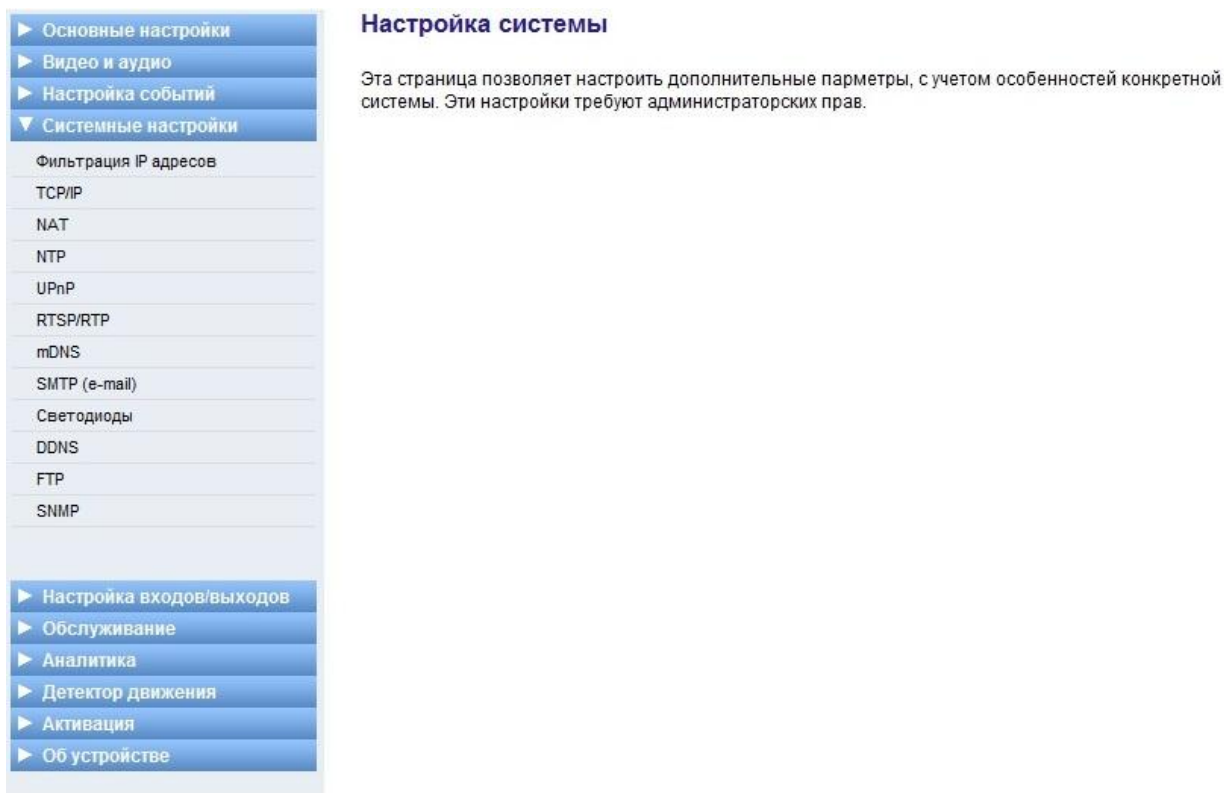 Основные настройки
Видео и аудио
Настройка событий
Системные настройки
Фильтрация IP адресов
TCP/IP
NAT
NTP
UPnP
RTSP/RTP
mDNS
SMTP (e-mail)
Светодиоды
DDNS
FTP
SNMP
Настройка входов/выходов
Обслуживание
Аналитика
Детектор движения
Активация
Об устройстве
Настройка системы
Эта страница позволяет настроить дополнительные парметры, с учетом особенностей конкретной
системы. Эти настройки требуют администраторских прав.